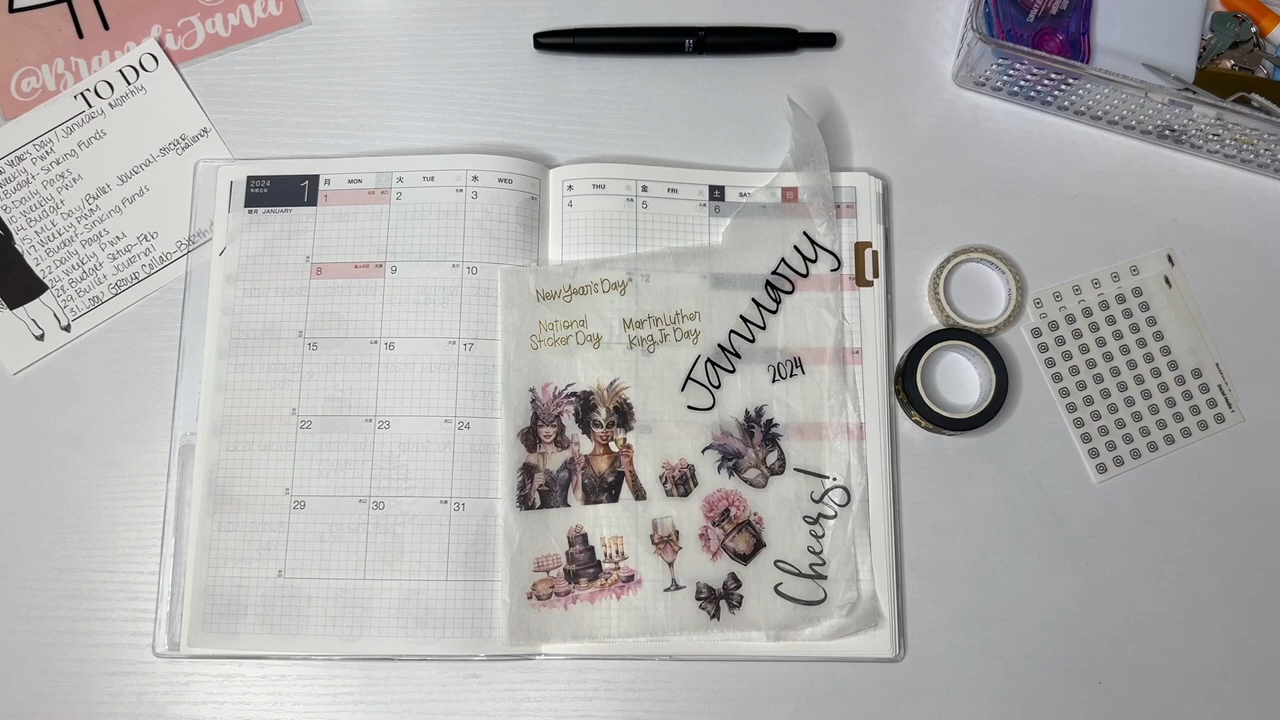 @BrandiJanel
TO DO
Year's Day / January Monthly
Weekly PWM
Budget - Sinking Funds
8. Daily Pages
10. Weekly PWM
14. Budget
15. MLK Day / Bullet Journal - Sticker Challenge
17. Weekly PWM
21. Budget - Sinking Funds
22. Daily Pages
24. Weekly PWM
28. Budget Setup - Feb
29. Bullet Journal
31. Loop Group Collab -
2024
1
JANUARY
月 MON
火 TUE
水 WED
木 THU
金 FRI
土 SAT
日
1
2
3
4
5
6
8
9
10
12
15
16
17
22
23
24
29
30
31
New Year's Day
National
Sticker Day
Martin Luther
King, Jr. Day
January
2024
Cheers!